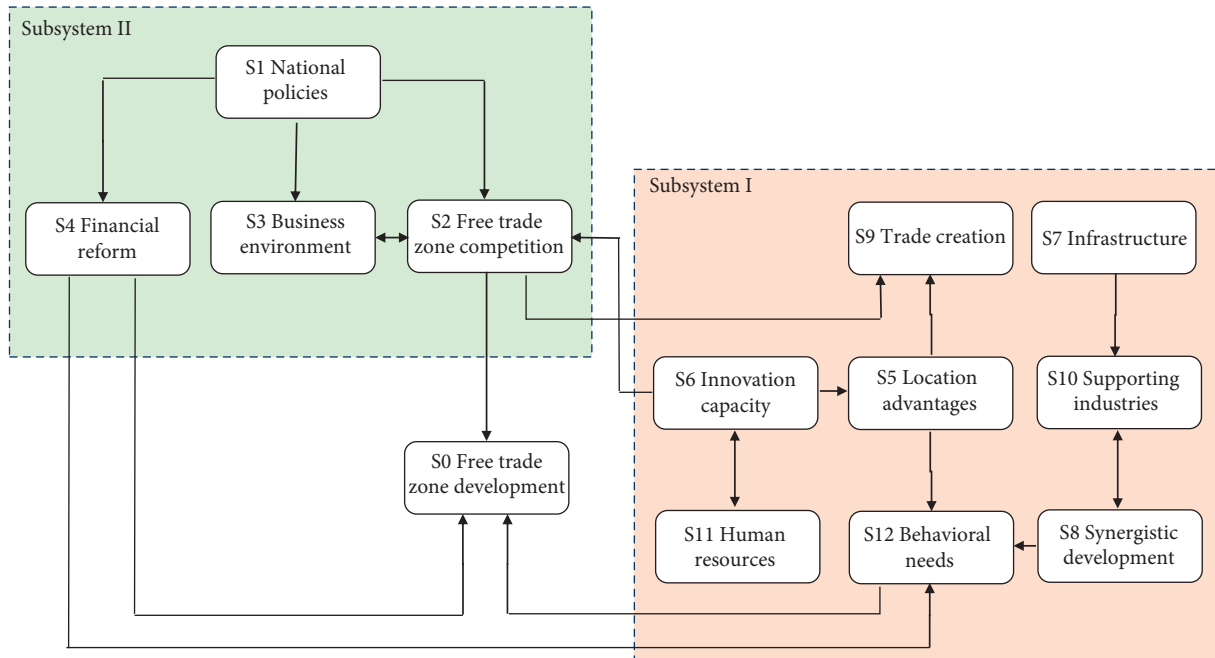 Subsystem II
S1 National
policies
S4 Financial
reform
S3 Business
environment
S2 Free trade
zone competition
Subsystem I
S9 Trade creation
S7 Infrastructure
S6 Innovation
capacity
S5 Location
advantages
S10 Supporting
industries
S0 Free trade
zone development
S11 Human
resources
S12 Behavioral
needs
S8 Synergistic
development